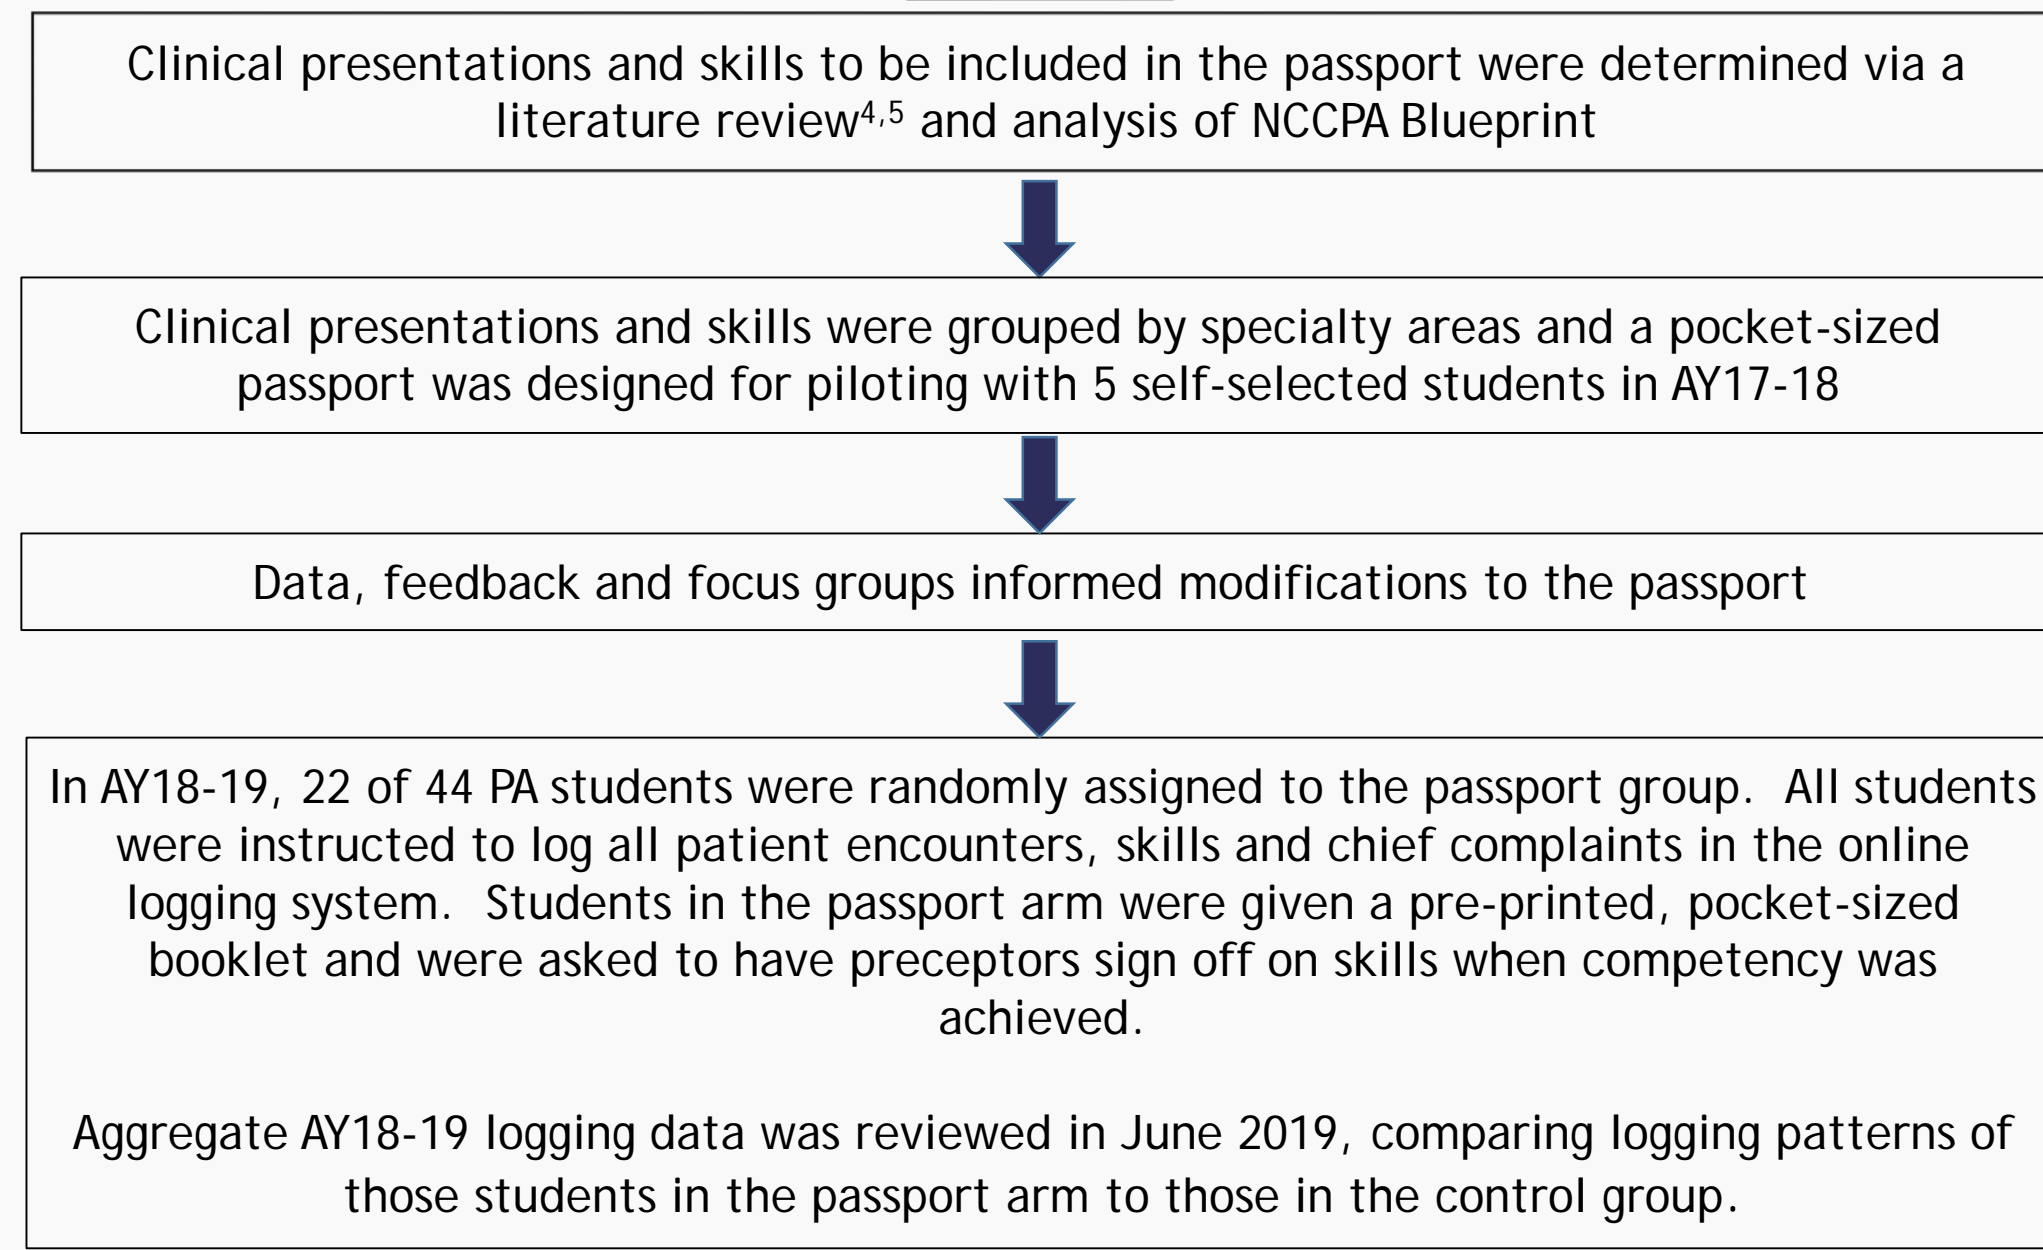 Clinical presentations and skills to be included in the passport were determined via a
literature review4,5 and analysis of NCCPA Blueprint
Clinical presentations and skills were grouped by specialty areas and a pocket-sized
passport was designed for piloting with 5 self-selected students in AY17-18
Data, feedback and focus groups informed modifications to the passport
In AY18-19, 22 of 44 PA students were randomly assigned to the passport group.  All students
were instructed to log all patient encounters, skills and chief complaints in the online
logging system.  Students in the passport arm were given a pre-printed, pocket-sized
booklet and were asked to have preceptors sign off on skills when competency was
achieved.
Aggregate AY18-19 logging data was reviewed in June 2019, comparing logging patterns of
those students in the passport arm to those in the control group.